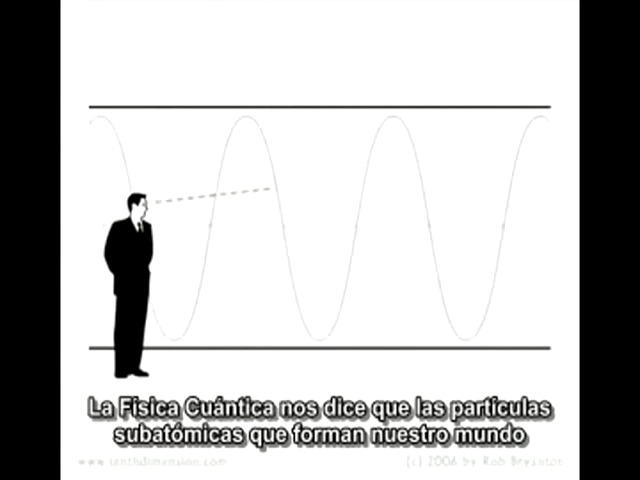 La Física Cuántica nos dice que las partículas
subatómicas que forman nuestro mundo
www.tenthdimension.com
(c) 2006 by Rob Bryanton